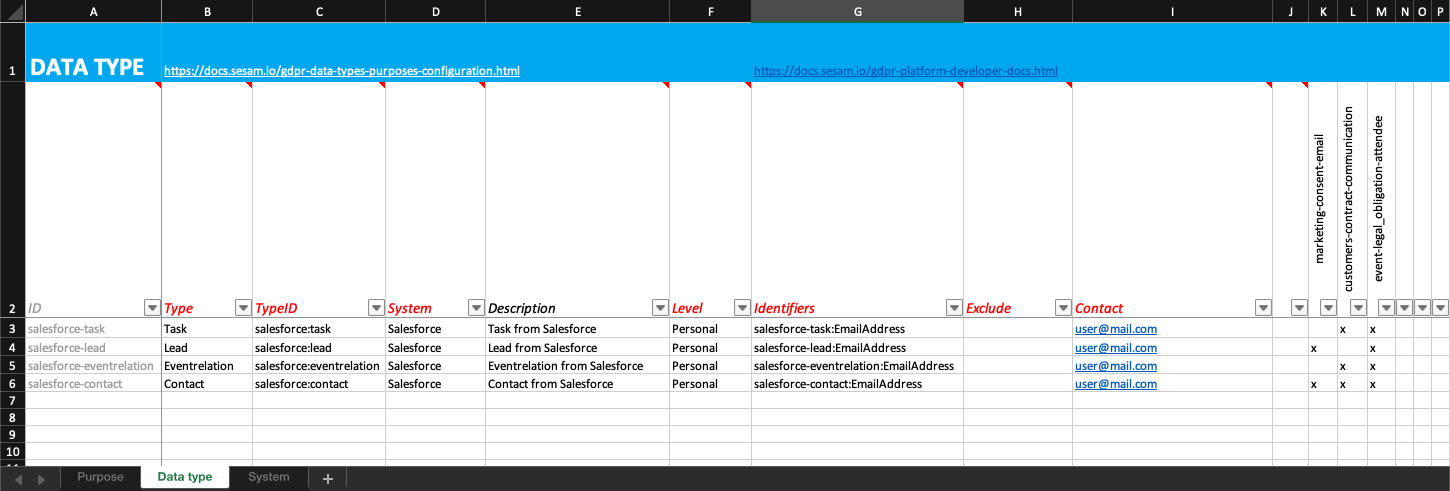 A B C D E F G H I J K L M N O P
1 DATA TYPE https://docs.sesam.io/gdpr-data-types-purposes-configuration.html https://docs.sesam.io/gdpr-platform-developer-docs.html
marketing-consent-email
customers-contract-communication
event-legal_obligation-attendee
2 ID Type TypeID System Description Level Identifiers Exclude Contact
3 salesforce-task Task salesforce:task Salesforce Task from Salesforce Personal salesforce-task:EmailAddress user@mail.com x x
4 salesforce-lead Lead salesforce:lead Salesforce Lead from Salesforce Personal salesforce-lead:EmailAddress user@mail.com x x
5 salesforce-eventrelation Eventrelation salesforce:eventrelation Salesforce Eventrelation from Salesforce Personal salesforce-eventrelation:EmailAddress user@mail.com x x
6 salesforce-contact Contact salesforce:contact Salesforce Contact from Salesforce Personal salesforce-contact:EmailAddress user@mail.com x x x
7
8
9
10
Purpose Data type System +